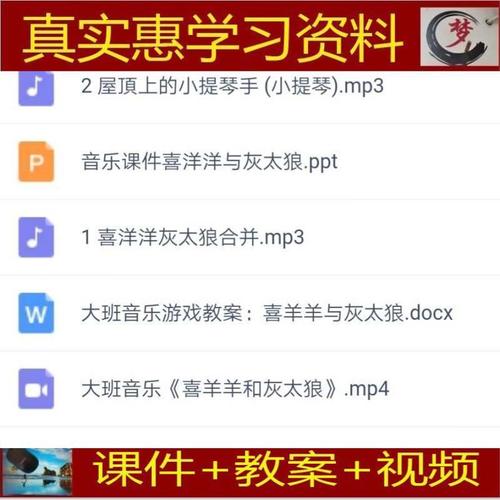 真实惠学习资料
梦
2 屋顶上的小提琴手 (小提琴).mp3
P
音乐课件喜洋洋与灰太狼.ppt
1 喜洋洋灰太狼合并.mp3
W
大班音乐游戏教案：喜羊羊与灰太狼.docx
大班音乐《喜羊羊和灰太狼》.mp4
课件+教案+视频